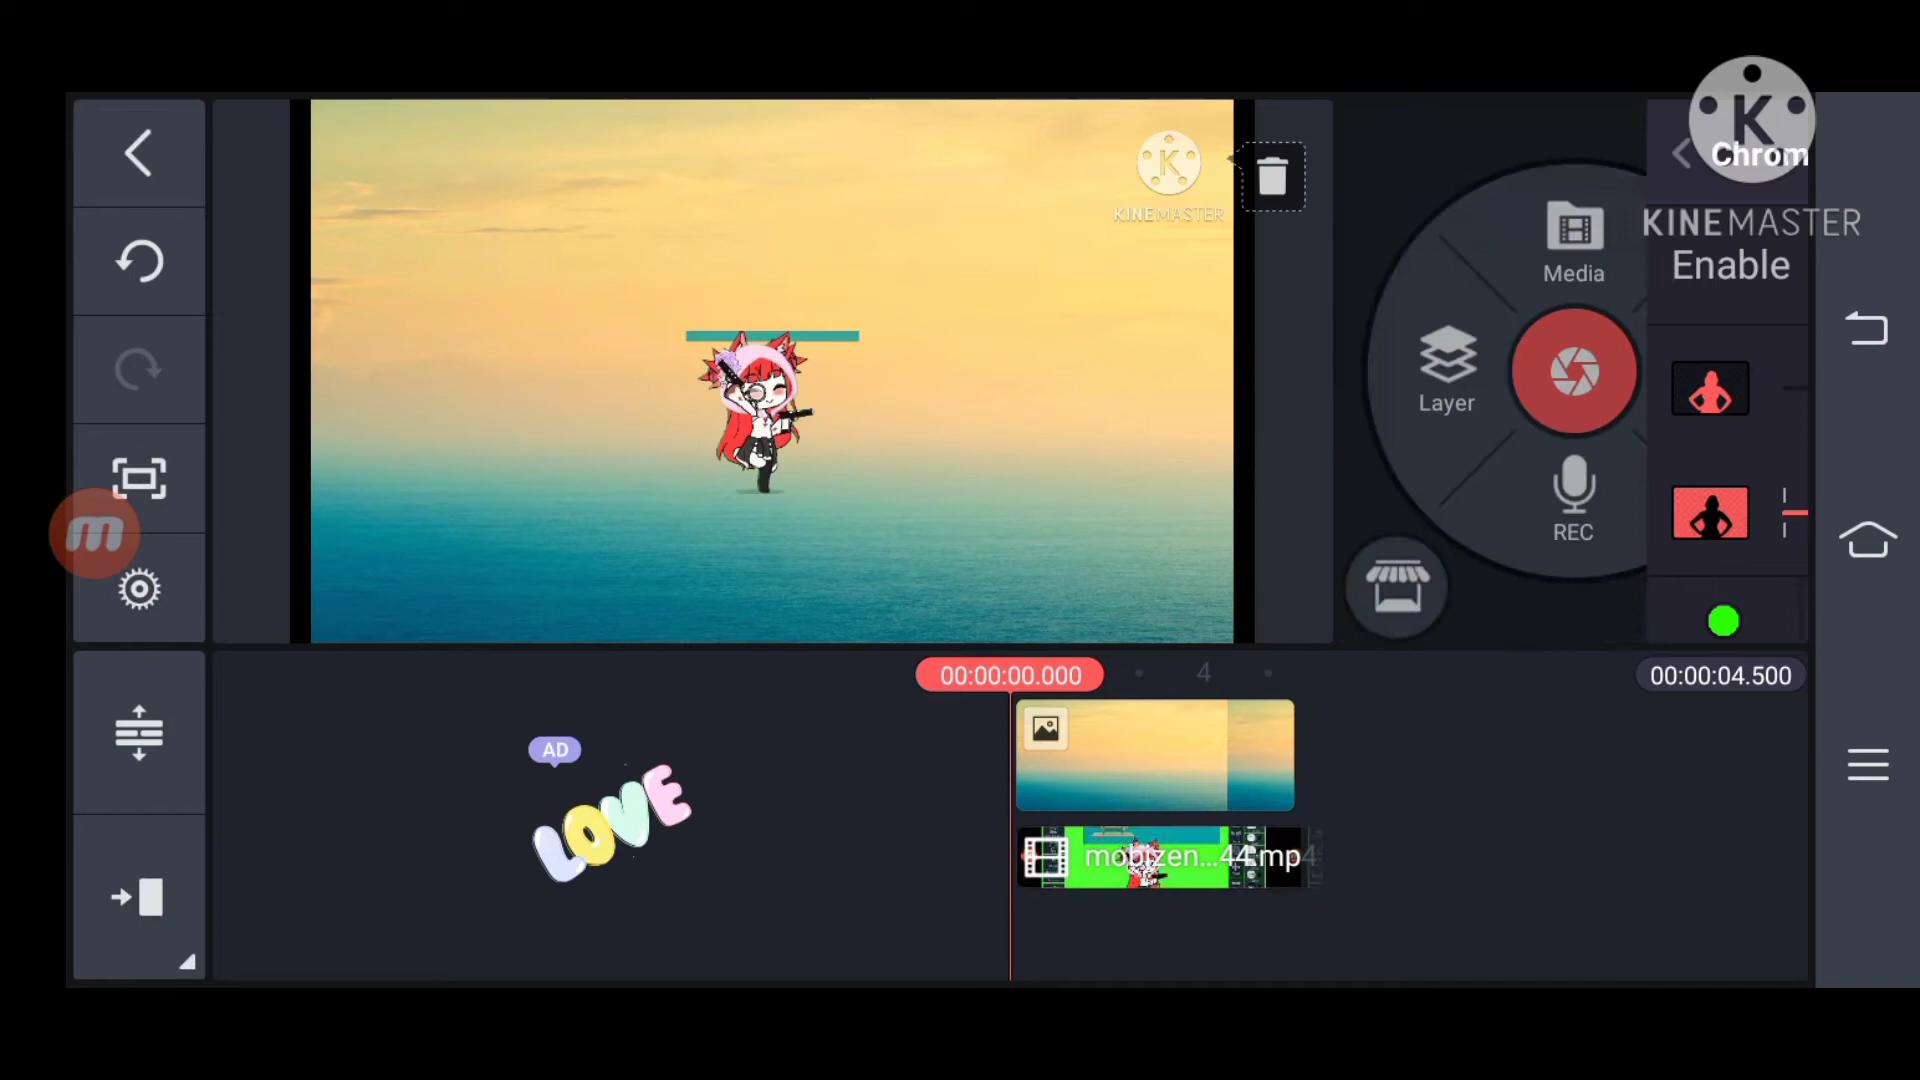 Chrom
KINEMASTER
KINEMASTER
Enable
Media
Layer
REC
00:00:00.000
4
00:00:04.500
AD
LOVE
mobizen...44.mp4